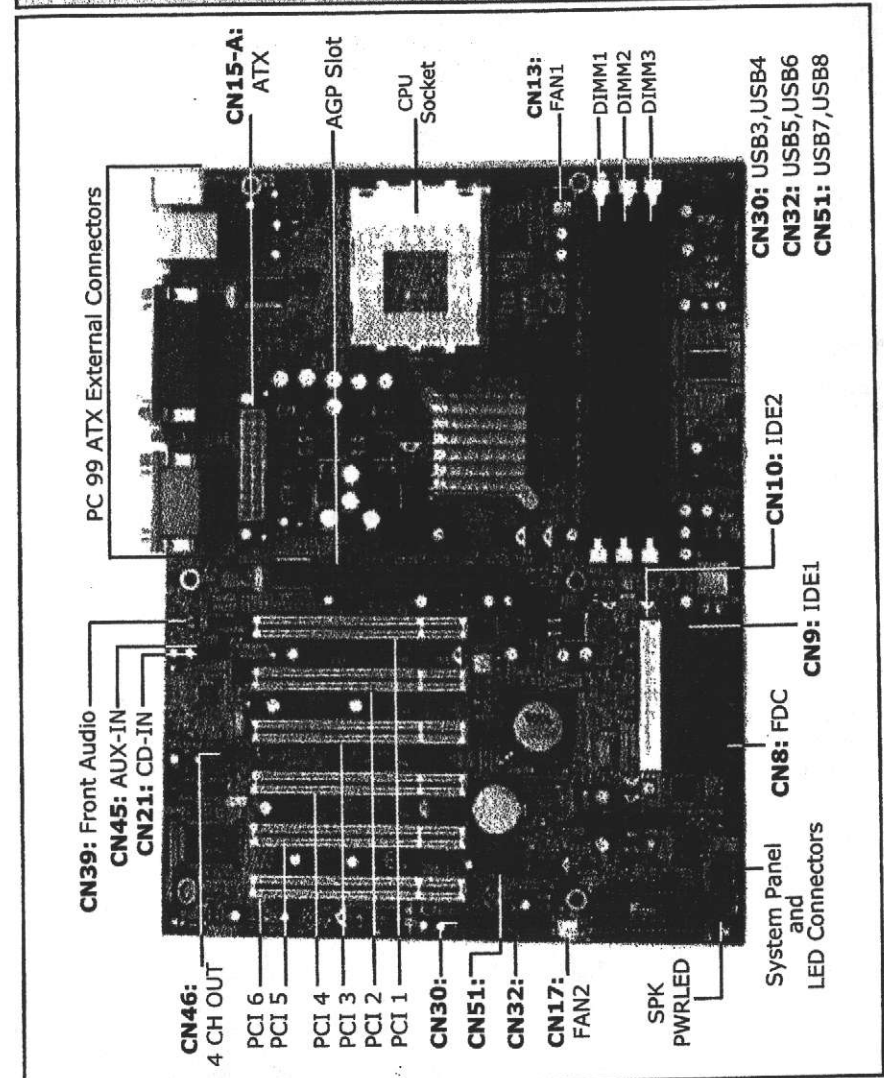 PC 99 ATX External Connectors
CN15-A:
ATX
AGP Slot
CPU
Socket
CN13:
FAN1
DIMM1
DIMM2
DIMM3
CN30: USB3,USB4
CN32: USB5,USB6
CN51: USB7,USB8
CN39: Front Audio
CN45: AUX-IN
CN21: CD-IN
CN10: IDE2
CN9: IDE1
CN8: FDC
System Panel
and
LED Connectors
CN46:
4 CH OUT
PCI 6
PCI 5
PCI 4
PCI 3
PCI 2
PCI 1
CN30:
CN51:
CN32:
CN17:
FAN2
SPK
PWRLED